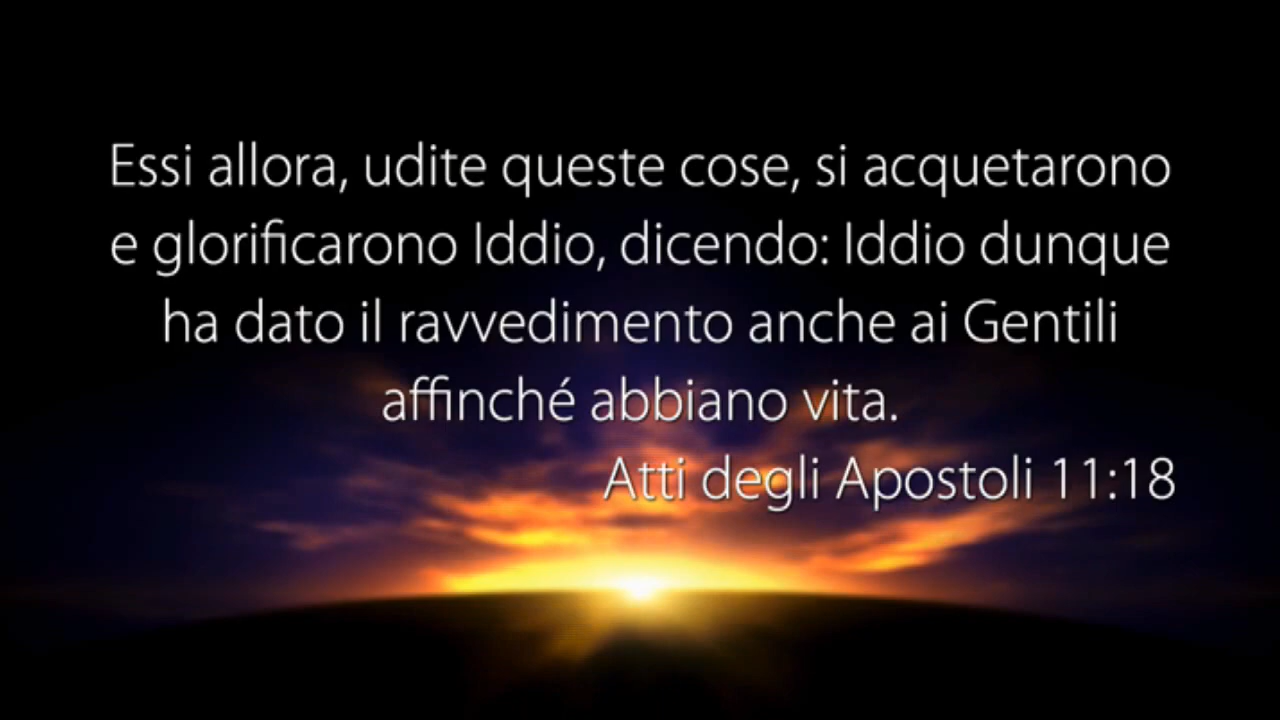 Essi allora, udite queste cose, si acquetarono
e glorificarono Iddio, dicendo: Iddio dunque
ha dato il ravvedimento anche ai Gentili
affinché abbiano vita.
Atti degli Apostoli 11:18